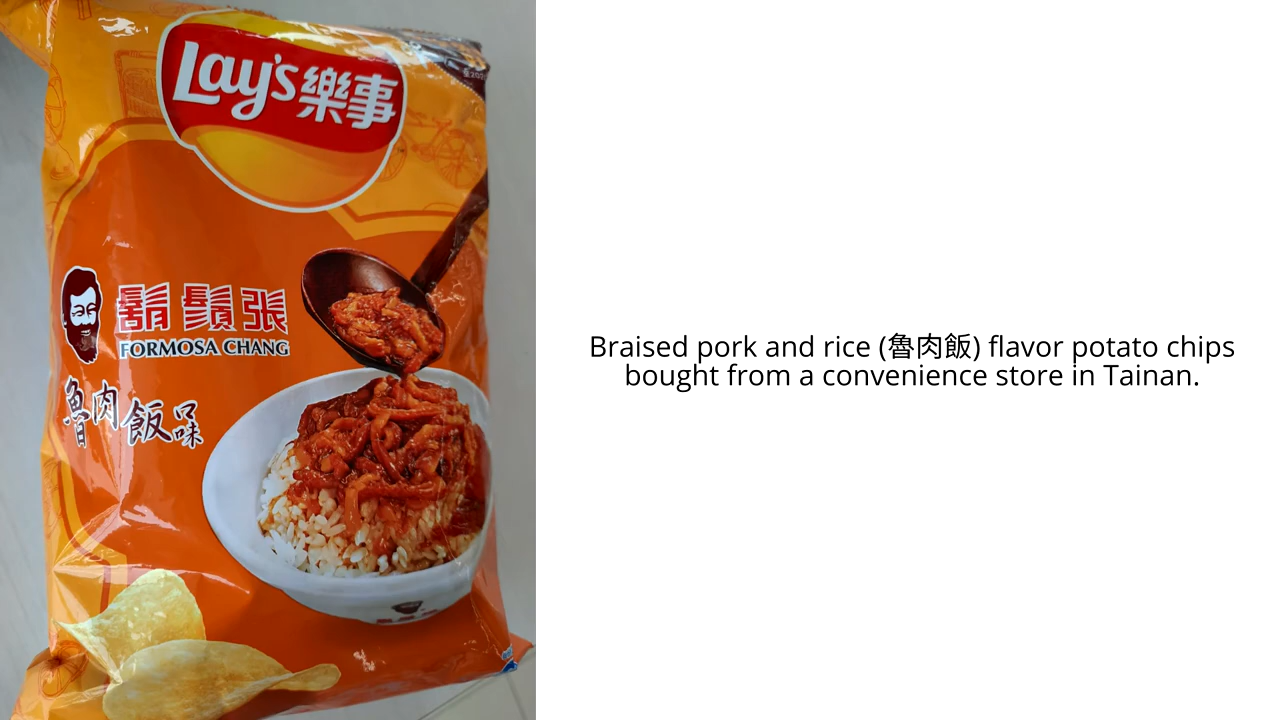 Lay's樂事
鬍鬚張
FORMOSA CHANG
魯肉飯口味
Braised pork and rice (魯肉飯) flavor potato chips
bought from a convenience store in Tainan.